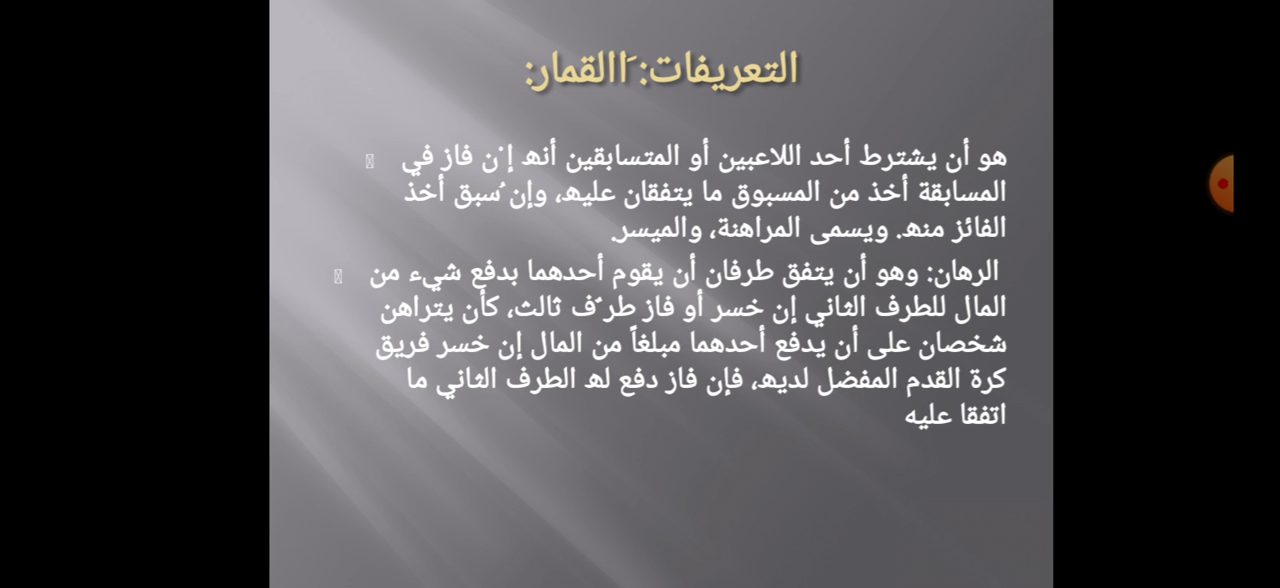 التعريفات: َاالقمار:
هو أن يشترط أحد اللاعبين أو المتسابقين أنه إ ْن فاز في
المسابقة أخذ من المسبوق ما يتفقان عليه، وإن ُسبق أخذ
الفائز منه. ويسمى المراهنة، والميسر.
الرهان: وهو أن يتفق طرفان أن يقوم أحدهما بدفع شيء من
المال للطرف الثاني إن خسر أو فاز طر ٌف ثالث، كأن يتراهن
شخصان على أن يدفع أحدهما مبلغاً من المال إن خسر فريق
كرة القدم المفضل لديه، فإن فاز دفع له الطرف الثاني ما
اتفقا عليه